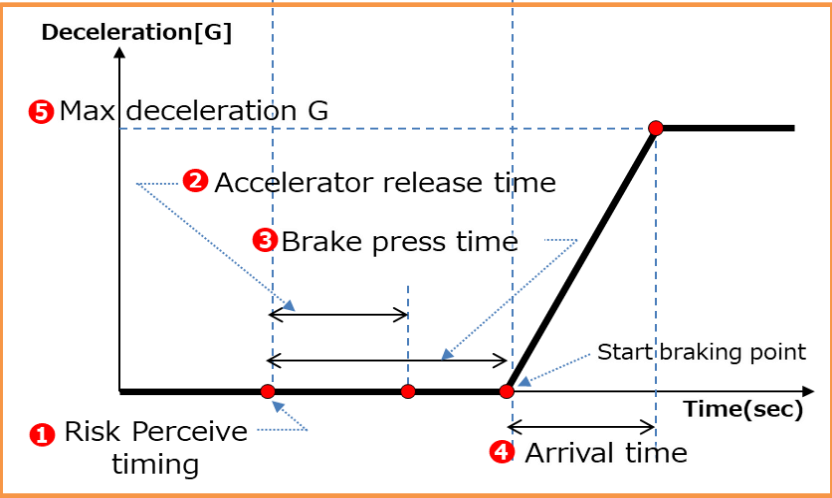 Deceleration[G]
❺ Max deceleration G
❷ Accelerator release time
❸ Brake press time
Start braking point
Time(sec)
❶ Risk Perceive
timing
❹ Arrival time